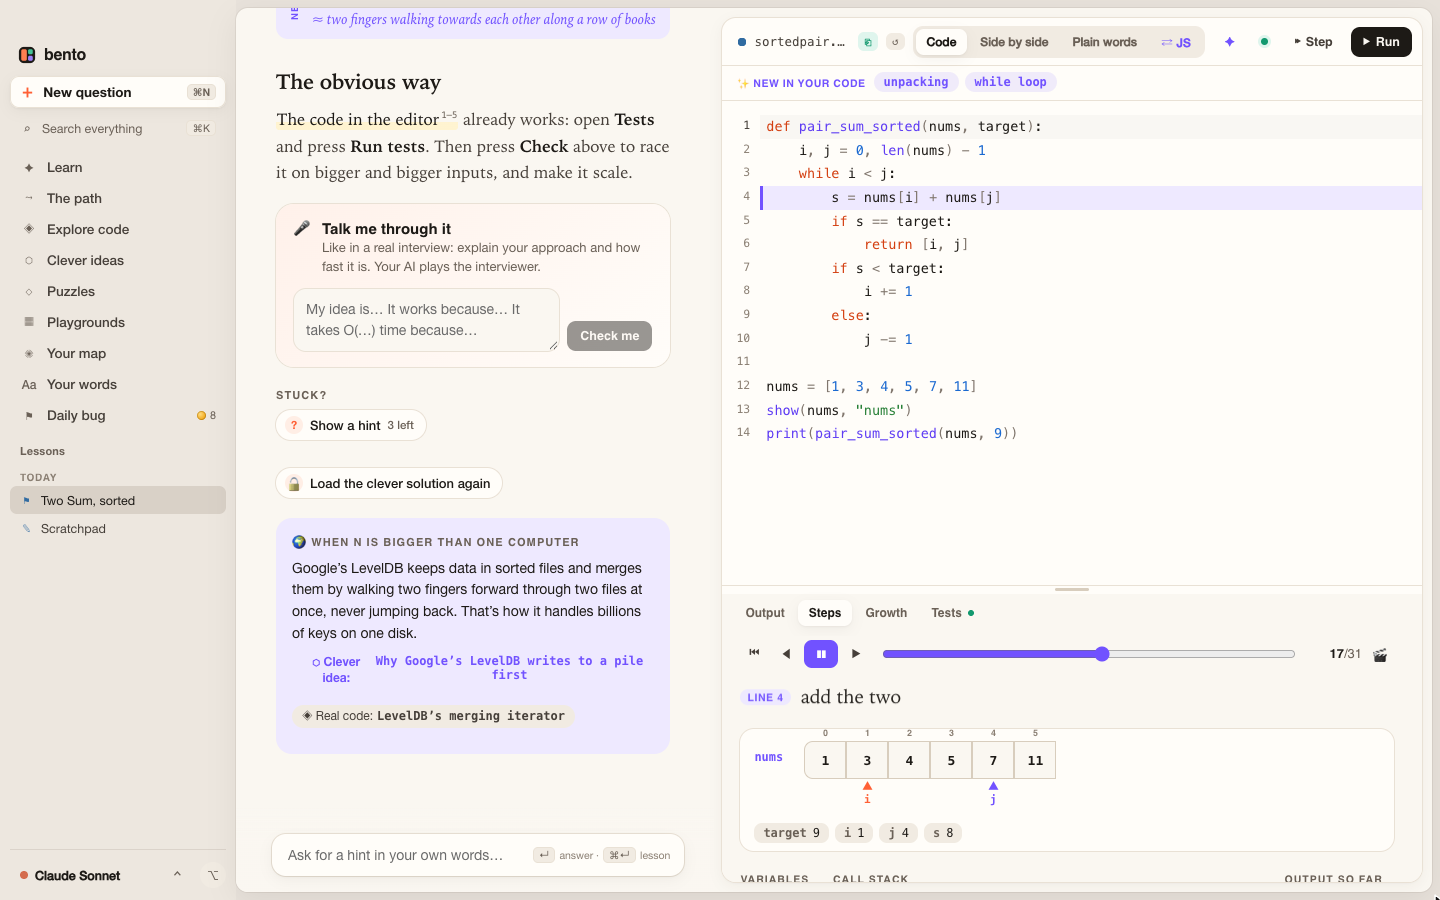 bento
New question ⌘N
Search everything ⌘K
Learn
The path
Explore code
Clever ideas
Puzzles
Playgrounds
Your map
Aa Your words
Daily bug 8
Lessons
TODAY
Two Sum, sorted
Scratchpad
Claude Sonnet
≈ two fingers walking towards each other along a row of books
The obvious way
The code in the editor 1–5 already works: open Tests
and press Run tests. Then press Check above to race
it on bigger and bigger inputs, and make it scale.
Talk me through it
Like in a real interview: explain your approach and how
fast it is. Your AI plays the interviewer.
My idea is… It works because… It
takes O(…) time because…
Check me
STUCK?
? Show a hint 3 left
Load the clever solution again
WHEN N IS BIGGER THAN ONE COMPUTER
Google’s LevelDB keeps data in sorted files and merges
them by walking two fingers forward through two files at
once, never jumping back. That’s how it handles billions
of keys on one disk.
Clever idea: Why Google’s LevelDB writes to a pile first
Real code: LevelDB’s merging iterator
Ask for a hint in your own words… ↵ answer · ⌘↵ lesson
sortedpair.… Code Side by side Plain words ⇄ JS Step Run
NEW IN YOUR CODE unpacking while loop
1 def pair_sum_sorted(nums, target):
2 i, j = 0, len(nums) − 1
3 while i < j:
4 s = nums[i] + nums[j]
5 if s == target:
6 return [i, j]
7 if s < target:
8 i += 1
9 else:
10 j −= 1
11
12 nums = [1, 3, 4, 5, 7, 11]
13 show(nums, "nums")
14 print(pair_sum_sorted(nums, 9))
Output Steps Growth Tests
17/31
LINE 4 add the two
0 1 2 3 4 5
nums 1 3 4 5 7 11
i j
target 9 i 1 j 4 s 8
VARIABLES CALL STACK OUTPUT SO FAR